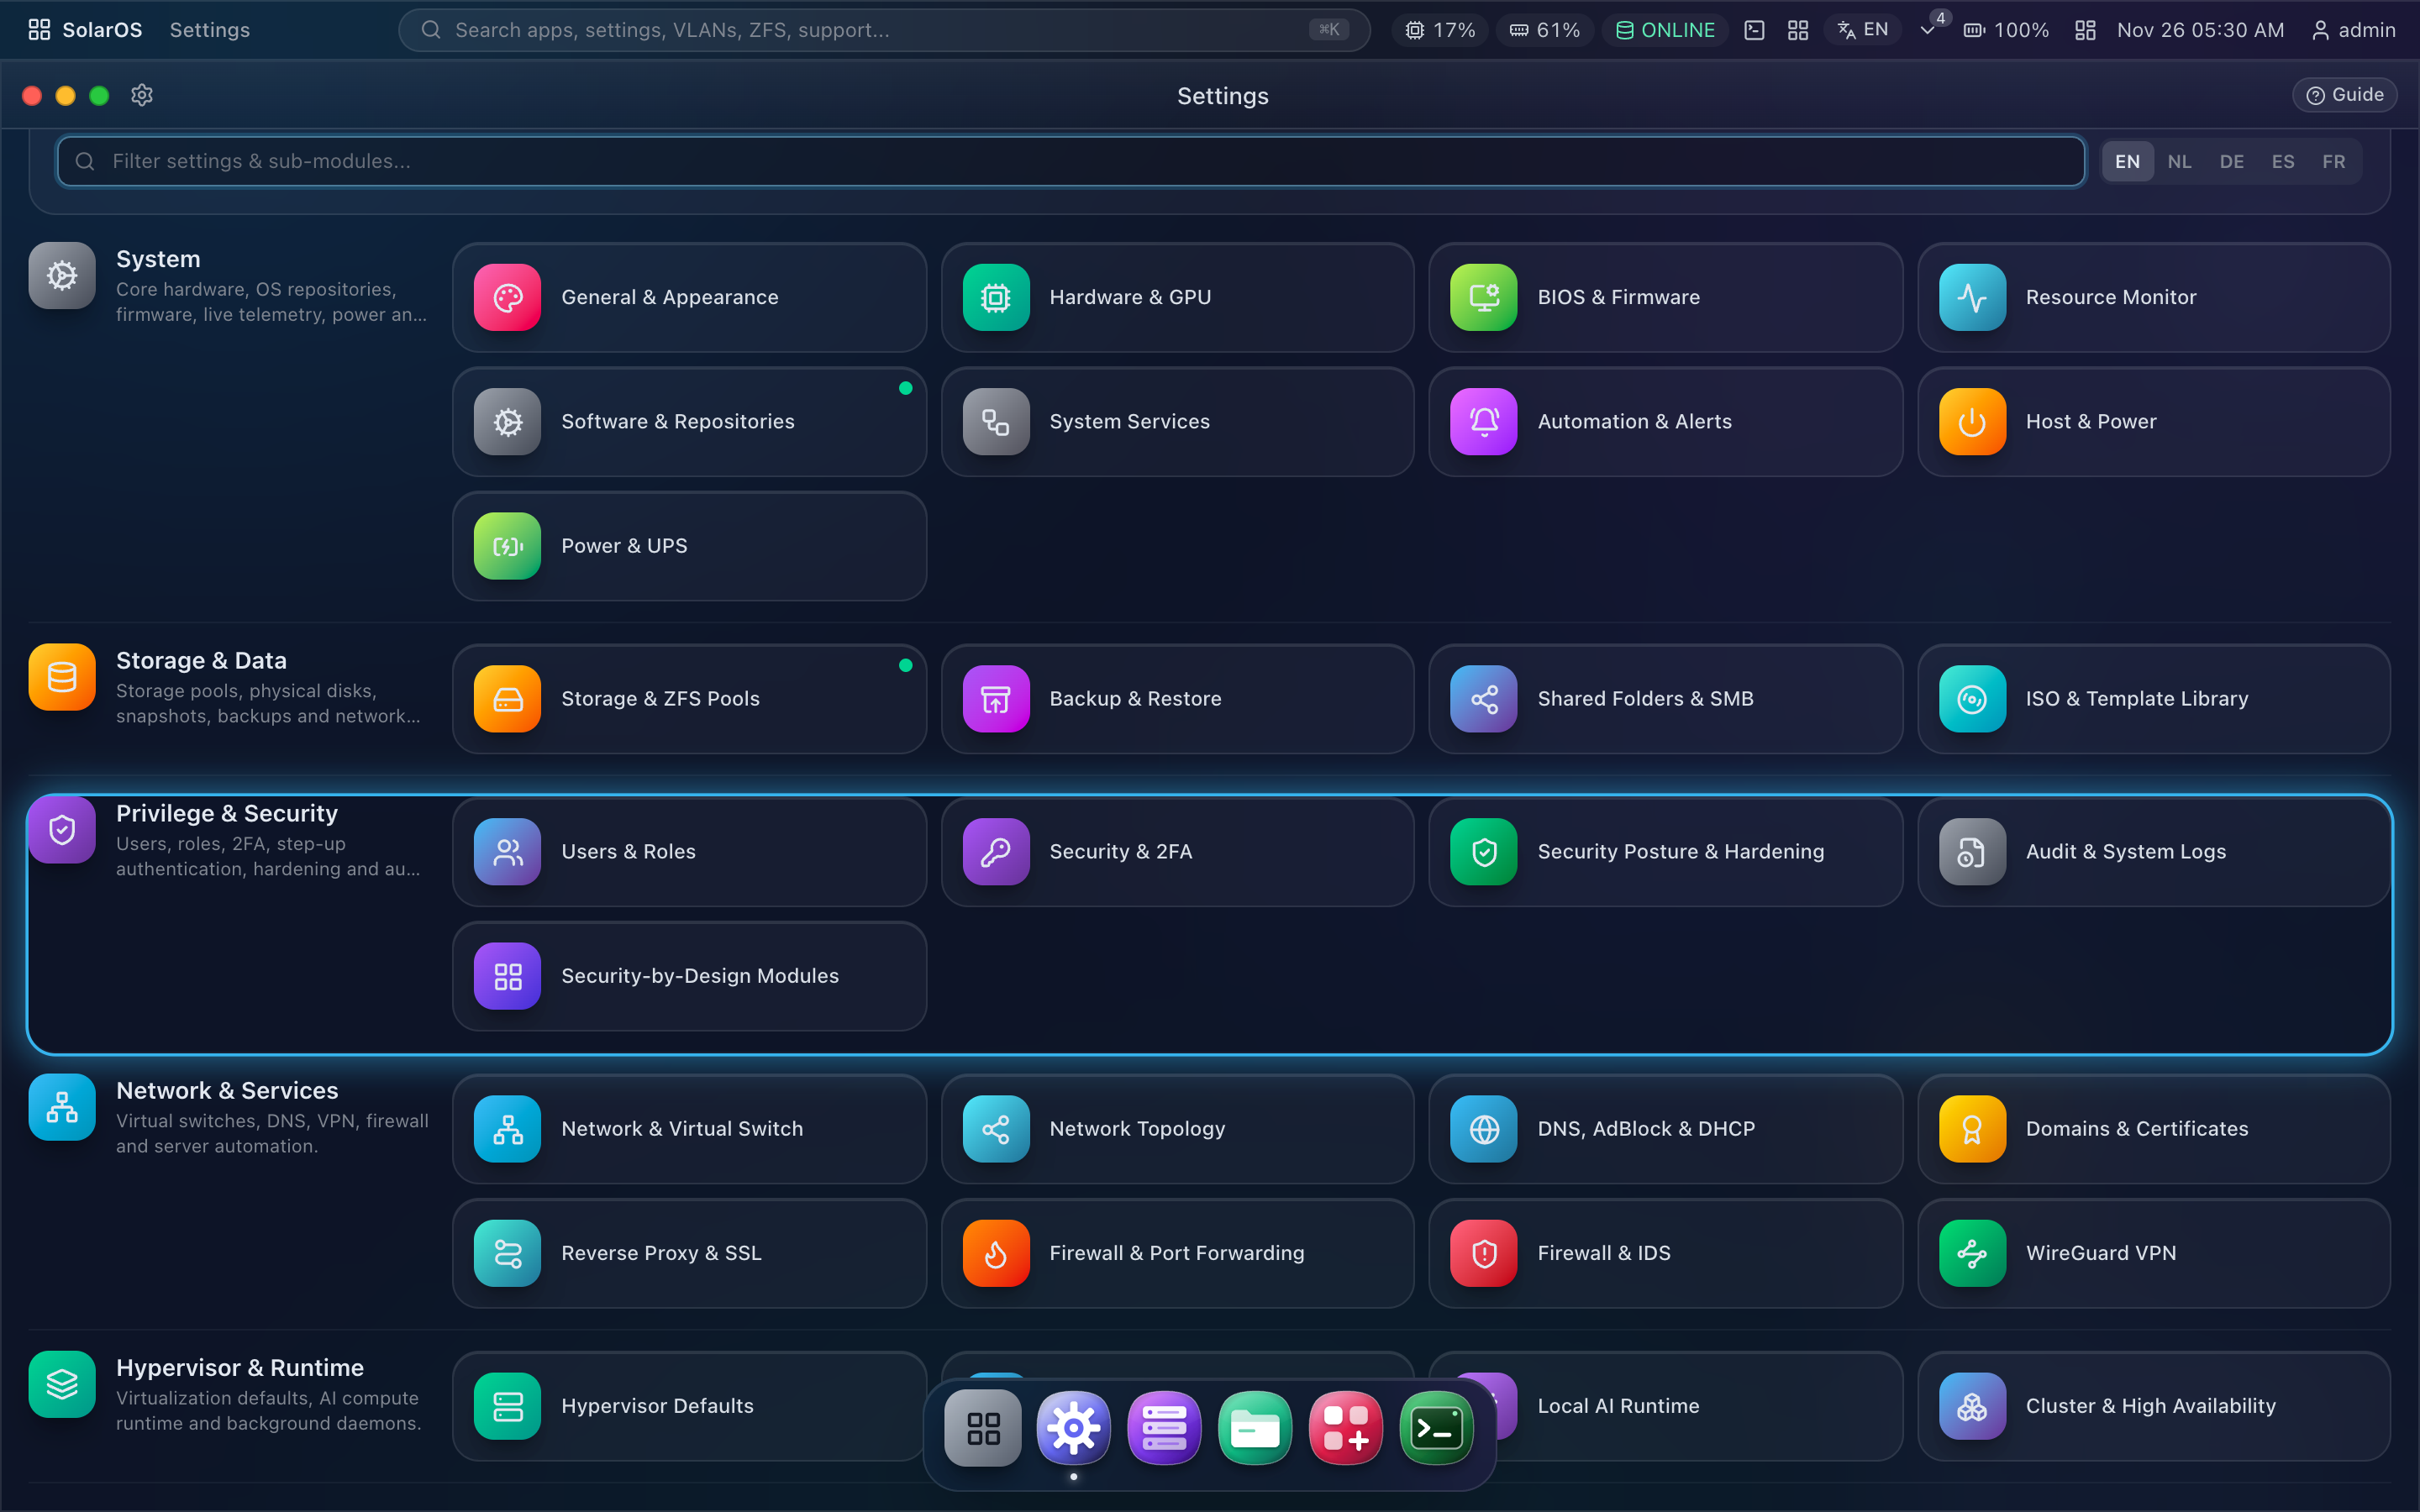 SolarOS Settings Search apps, settings, VLANs, ZFS, support... ⌘K 17% 61% ONLINE EN 4 100% Nov 26 05:30 AM admin
Settings Guide
Filter settings & sub-modules... EN NL DE ES FR
System
Core hardware, OS repositories,
firmware, live telemetry, power an...
General & Appearance Hardware & GPU BIOS & Firmware Resource Monitor
Software & Repositories System Services Automation & Alerts Host & Power
Power & UPS
Storage & Data
Storage pools, physical disks,
snapshots, backups and network...
Storage & ZFS Pools Backup & Restore Shared Folders & SMB ISO & Template Library
Privilege & Security
Users, roles, 2FA, step-up
authentication, hardening and au...
Users & Roles Security & 2FA Security Posture & Hardening Audit & System Logs
Security-by-Design Modules
Network & Services
Virtual switches, DNS, VPN, firewall
and server automation.
Network & Virtual Switch Network Topology DNS, AdBlock & DHCP Domains & Certificates
Reverse Proxy & SSL Firewall & Port Forwarding Firewall & IDS WireGuard VPN
Hypervisor & Runtime
Virtualization defaults, AI compute
runtime and background daemons.
Hypervisor Defaults Local AI Runtime Cluster & High Availability